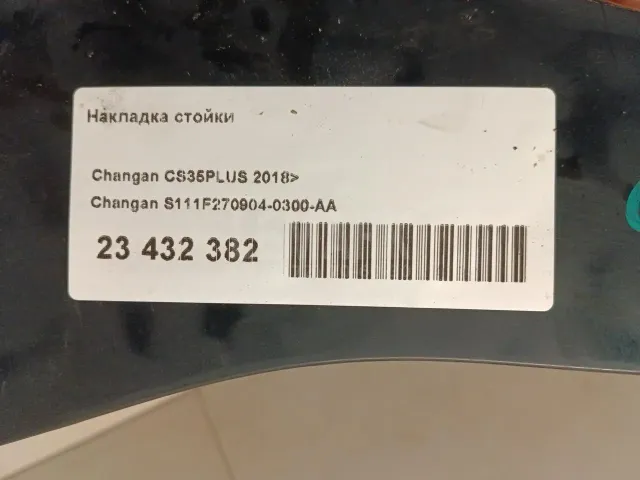 Накладка стойки
Changan CS35PLUS 2018>
Changan S111F270904-0300-AA
23 432 382